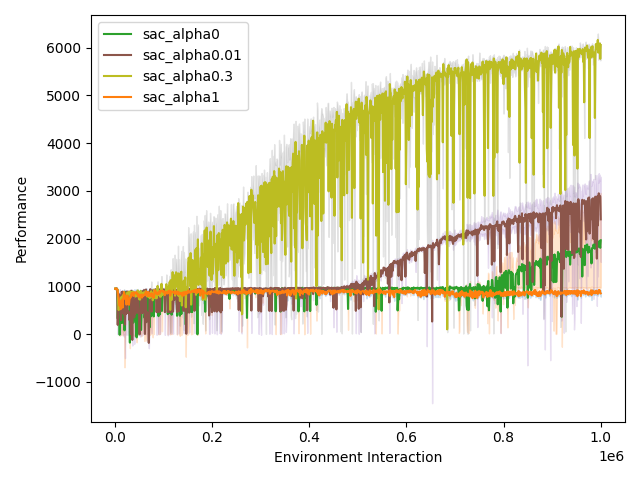 sac_alpha0
sac_alpha0.01
sac_alpha0.3
sac_alpha1
6000
5000
4000
3000
2000
1000
0
−1000
Performance
0.0 0.2 0.4 0.6 0.8 1.0
1e6
Environment Interaction